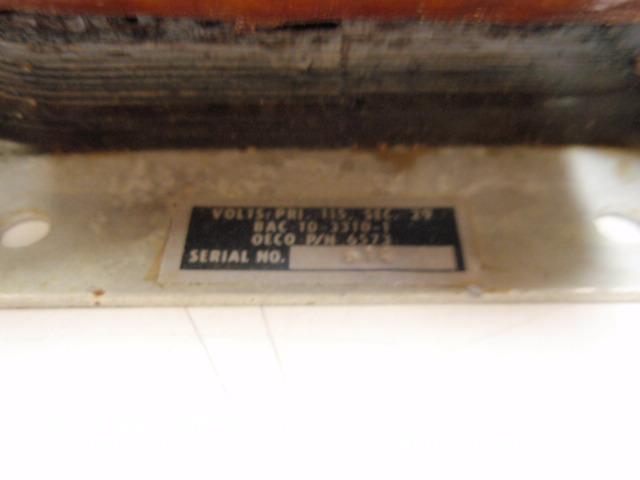 VOLTS: PRI. 115. SEC. 29
BAC 10-3310-1
OECO P/N 6573
SERIAL NO.